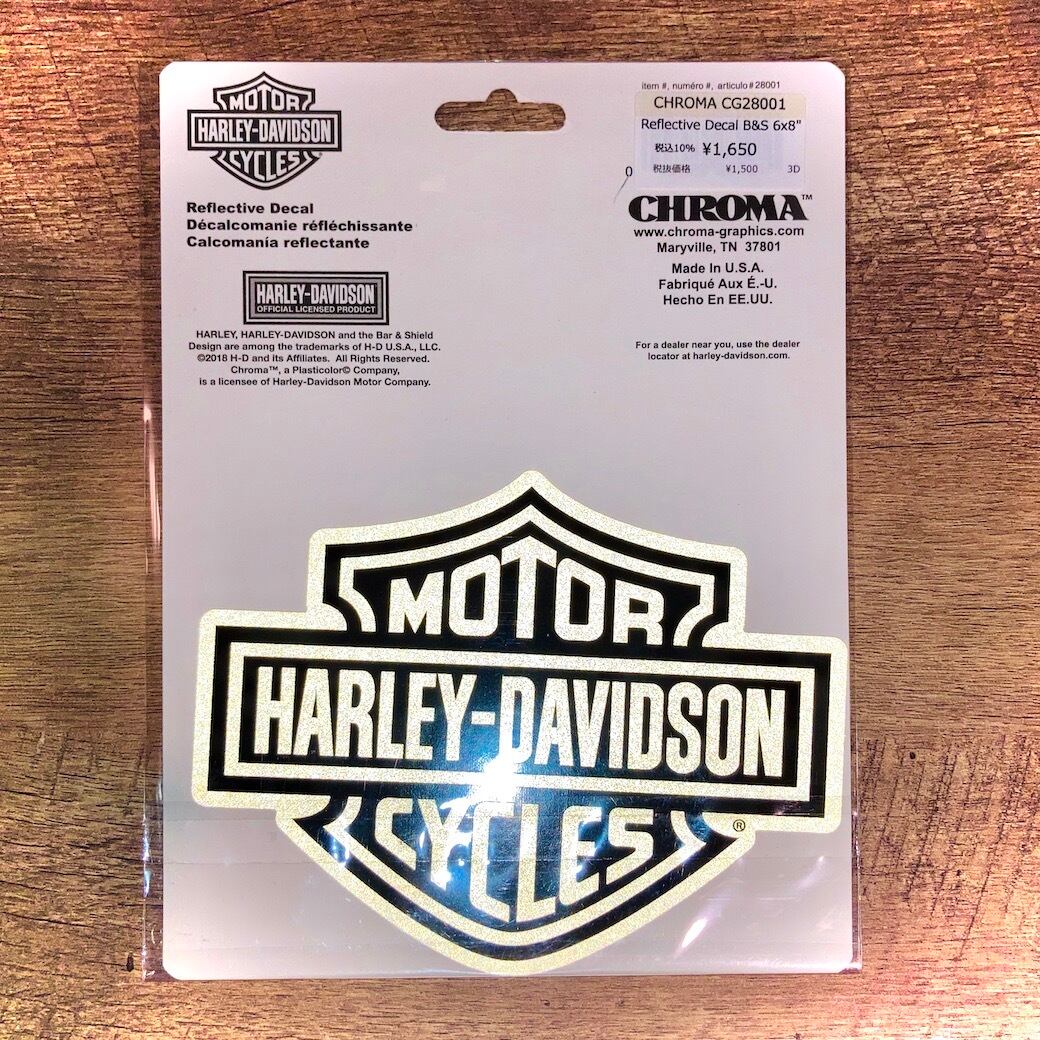 MOTOR
HARLEY-DAVIDSON
CYCLES
Reflective Decal
Décalcomanie réfléchissante
Calcomanía reflectante
HARLEY-DAVIDSON
OFFICIAL LICENSED PRODUCT
HARLEY, HARLEY-DAVIDSON and the Bar & Shield
Design are among the trademarks of H-D U.S.A., LLC.
©2018 H-D and its Affiliates. All Rights Reserved.
Chroma™, a Plasticolor© Company,
is a licensee of Harley-Davidson Motor Company.
item #, numéro #, articulo # 28001
CHROMA CG28001
Reflective Decal B&S 6x8"
税込10% ¥1,650
税抜価格 ¥1,500 3D
0
CHROMA™
www.chroma-graphics.com
Maryville, TN 37801
Made In U.S.A.
Fabriqué Aux É.-U.
Hecho En EE.UU.
For a dealer near you, use the dealer
locator at harley-davidson.com.
MOTOR
HARLEY-DAVIDSON
CYCLES
®